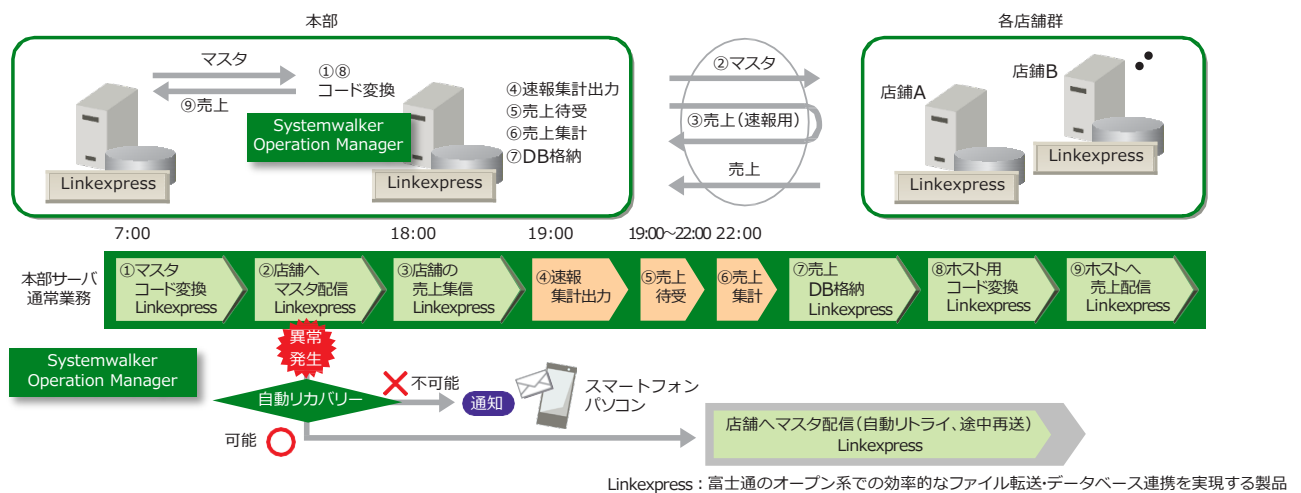 本部
各店舗群
マスタ
⑨売上
①⑧
コード変換
④速報集計出力
⑤売上待受
⑥売上集計
⑦DB格納
Systemwalker
Operation Manager
Linkexpress
Linkexpress
②マスタ
③売上(速報用)
売上
店舗A
店舗B
Linkexpress
Linkexpress
7:00
18:00
19:00
19:00~22:00
22:00
本部サーバ
通常業務
①マスタ
コード変換
Linkexpress
②店舗へ
マスタ配信
Linkexpress
③店舗の
売上集信
Linkexpress
④速報
集計出力
⑤売上
待受
⑥売上
集計
⑦売上
DB格納
Linkexpress
⑧ホスト用
コード変換
Linkexpress
⑨ホストへ
売上配信
Linkexpress
異常
発生
Systemwalker
Operation Manager
自動リカバリー
不可能
通知
スマートフォン
パソコン
可能
店舗へマスタ配信(自動リトライ、途中再送)
Linkexpress
Linkexpress:富士通のオープン系での効率的なファイル転送・データベース連携を実現する製品